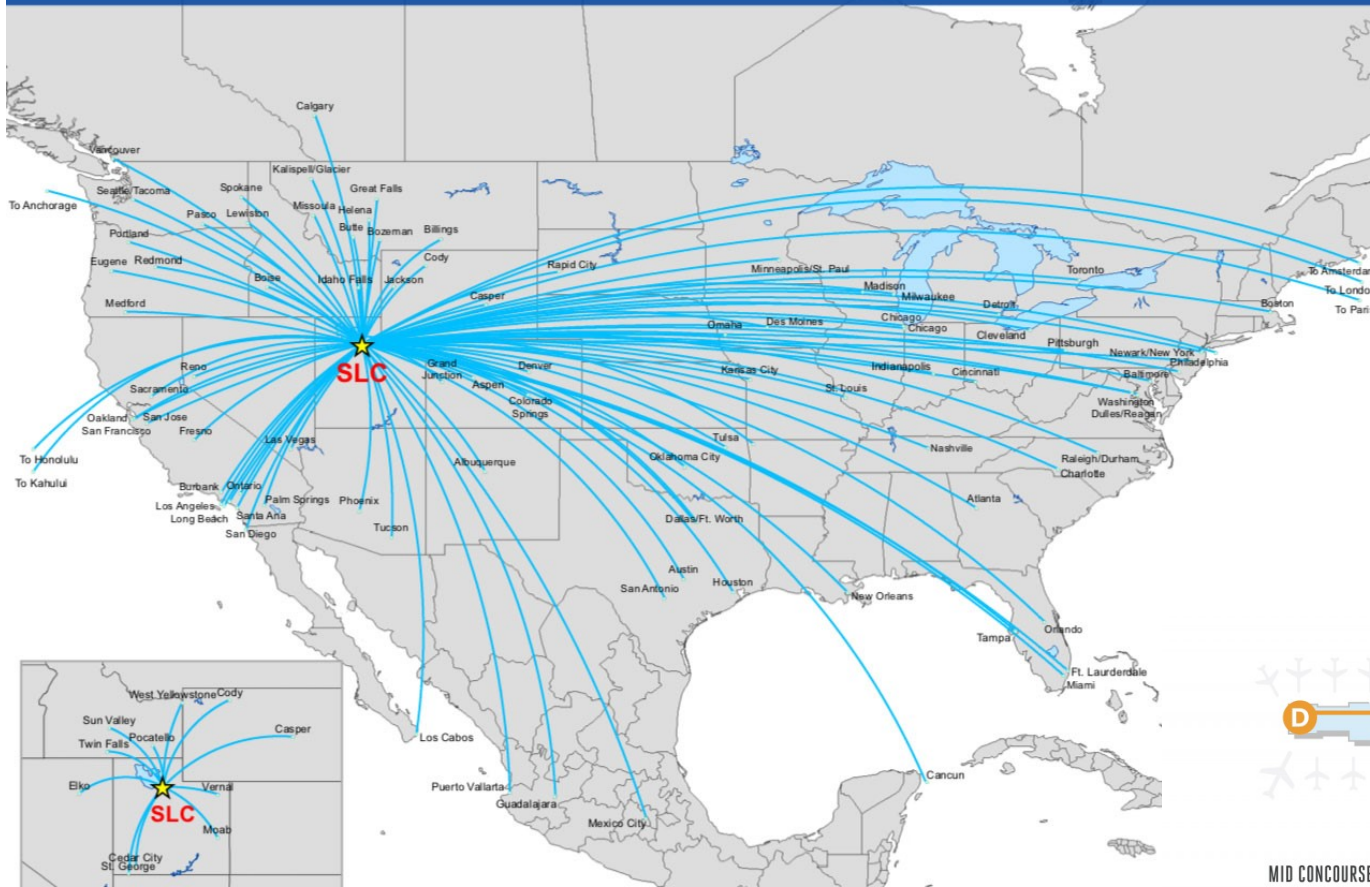 Calgary
Vancouver
Kalispell/Glacier
Seattle/Tacoma
Spokane
Great Falls
To Anchorage
Pasco
Lewiston
Missoula
Helena
Portland
Butte
Bozeman
Billings
Eugene
Redmond
Boise
Idaho Falls
Jackson
Cody
Rapid City
Minneapolis/St. Paul
Toronto
To Amsterdam
Medford
Casper
Madison
Milwaukee
Detroit
To London
Boston
To Paris
Omaha
Des Moines
Chicago
Chicago
Cleveland
Pittsburgh
Newark/New York
Philadelphia
SLC
Reno
Grand
Junction
Denver
Aspen
Kansas City
Indianapolis
Cincinnati
Baltimore
Sacramento
Colorado
Springs
St. Louis
Washington
Dulles/Reagan
Oakland
San Jose
San Francisco
Fresno
Las Vegas
Tulsa
Nashville
Raleigh/Durham
Charlotte
To Honolulu
To Kahului
Albuquerque
Oklahoma City
Burbank
Ontario
Palm Springs
Phoenix
Atlanta
Los Angeles
Long Beach
Santa Ana
San Diego
Tucson
Dallas/Ft. Worth
Austin
San Antonio
Houston
New Orleans
Tampa
Orlando
Ft. Laurderdale
Miami
Los Cabos
Puerto Vallarta
Guadalajara
Mexico City
Cancun
West Yellowstone
Cody
Sun Valley
Pocatello
Casper
Twin Falls
Elko
Vernal
SLC
Moab
Cedar City
St. George
D
MID CONCOURSE